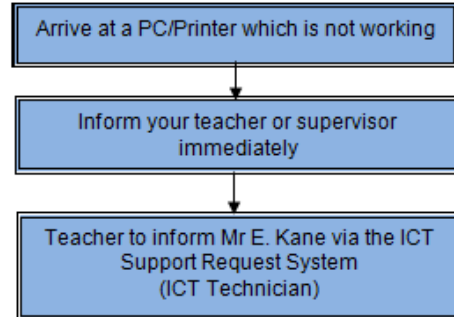 Arrive at a PC/Printer which is not working
Inform your teacher or supervisor
immediately
Teacher to inform Mr E. Kane via the ICT
Support Request System
(ICT Technician)